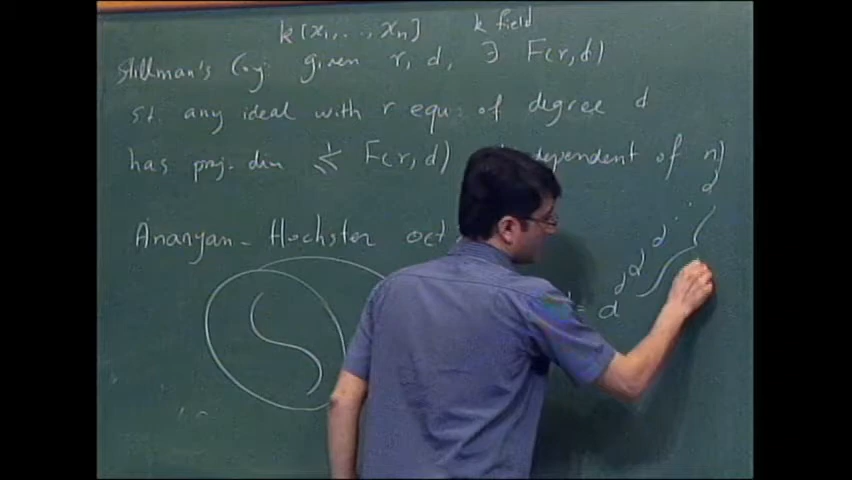 k[x₁, . . , xₙ] k field
Stillman's Conj. given r, d, ∃ F(r,d)
s.t. any ideal with r equs of degree d
has proj. dim ≤ F(r,d) independent of n)
Ananyan - Hochster oct
= d^d^d^d^.^.^d